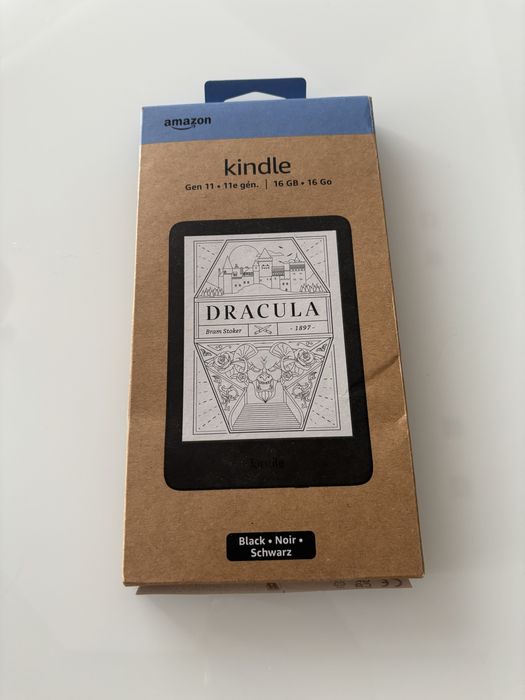 amazon
kindle
Gen 11 • 11e gén. | 16 GB • 16 Go
DRACULA
Bram Stoker - 1897 -
kindle
Black • Noir •
Schwarz